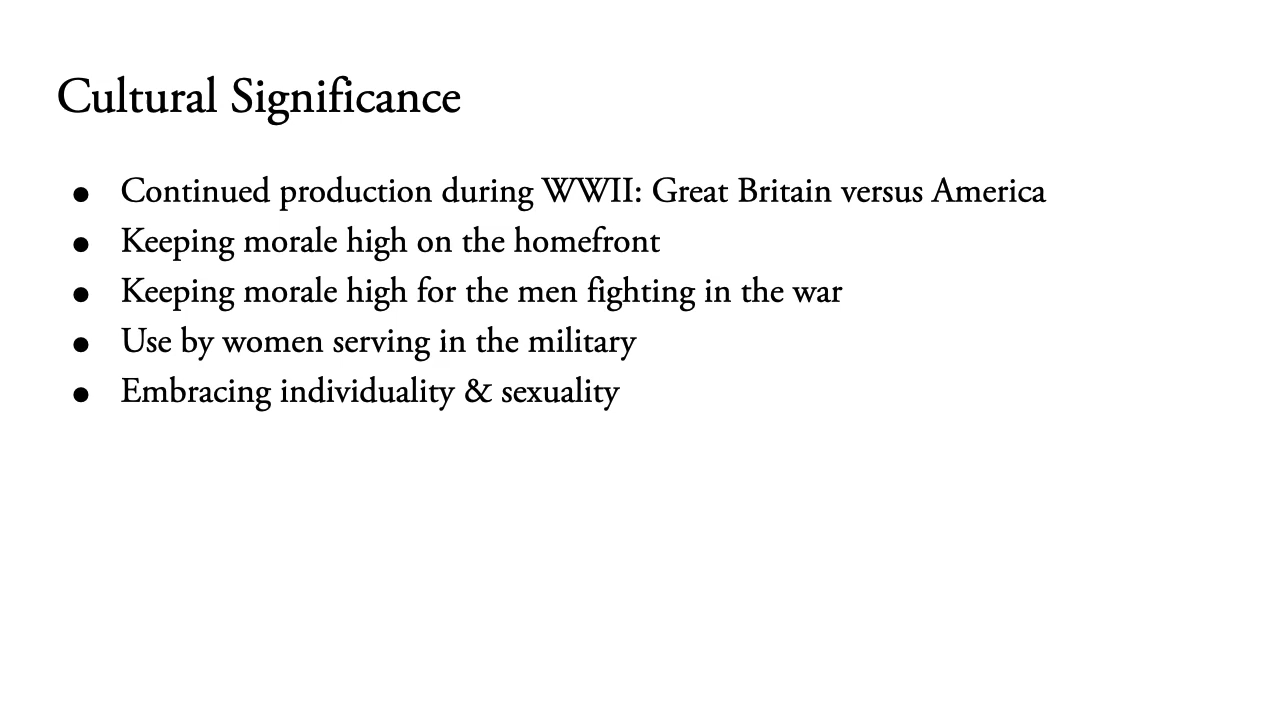 Cultural Significance
● Continued production during WWII: Great Britain versus America
● Keeping morale high on the homefront
● Keeping morale high for the men fighting in the war
● Use by women serving in the military
● Embracing individuality & sexuality